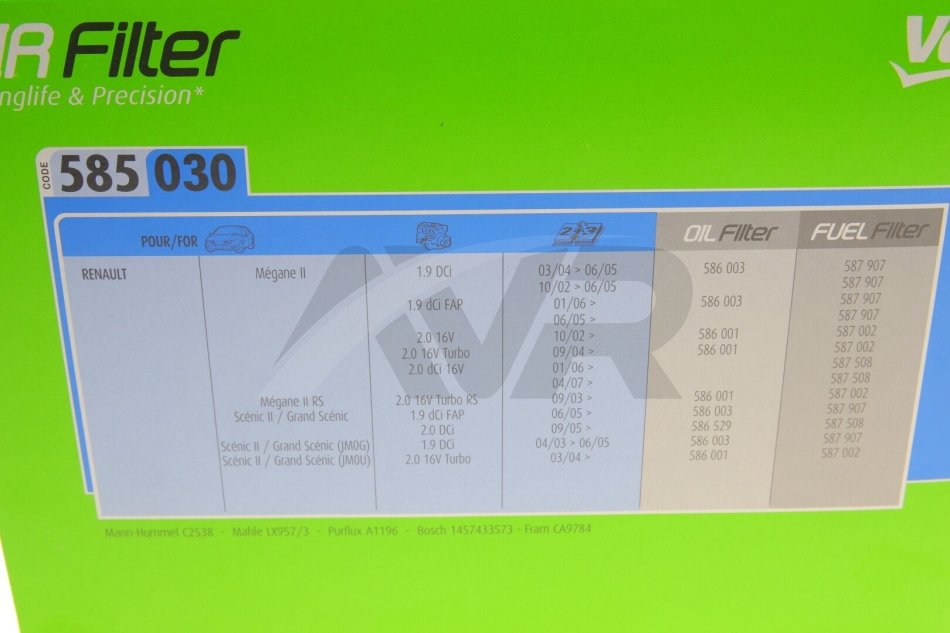 IR Filter
nglife & Precision*
Va
CODE 585 030
POUR/FOR OIL Filter FUEL Filter
RENAULT Mégane II 1.9 DCi 03/04 > 06/05 586 003 587 907
10/02 > 06/05 587 907
1.9 dCi FAP 01/06 > 586 003 587 907
06/05 > 587 907
2.0 16V 10/02 > 586 001 587 002
2.0 16V Turbo 09/04 > 586 001 587 002
2.0 dCi 16V 01/06 > 587 508
04/07 > 587 508
Mégane II RS 2.0 16V Turbo RS 09/03 > 586 001 587 002
Scénic II / Grand Scénic 1.9 dCi FAP 06/05 > 586 003 587 907
2.0 DCi 09/05 > 586 529 587 508
Scénic II / Grand Scénic (JM0G) 1.9 DCi 04/03 > 06/05 586 003 587 907
Scénic II / Grand Scénic (JM0U) 2.0 16V Turbo 03/04 > 586 001 587 002
Mann-Hummel C2538 - Mahle LX957/3 - Purflux A1196 - Bosch 1457433573 - Fram CA9784